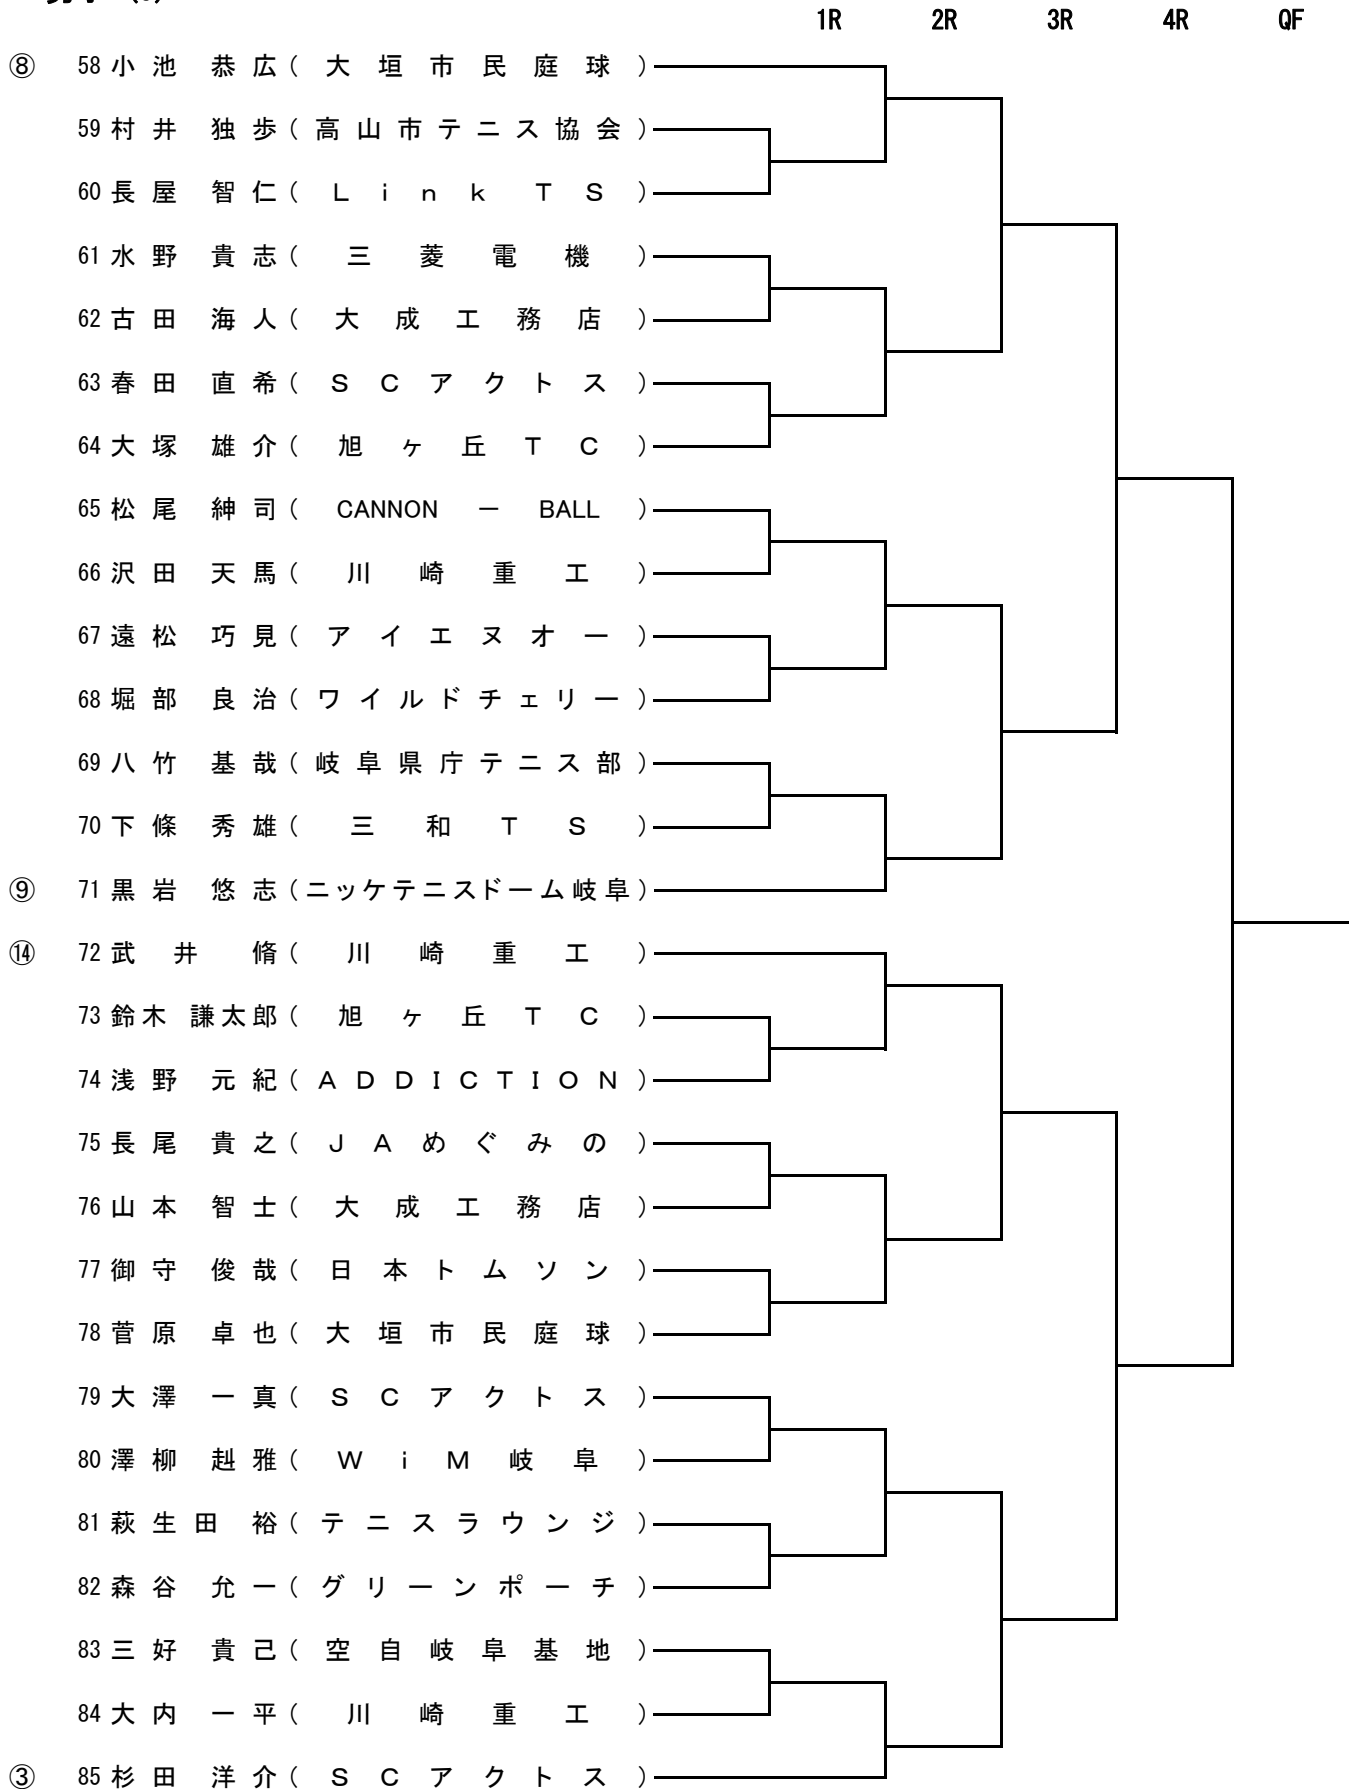 1R 2R 3R 4R QF
⑧ 58 小池 恭広 (大垣市民庭球)
59 村井 独歩 (高山市テニス協会)
60 長屋 智仁 (Link TS)
61 水野 貴志 (三菱電機)
62 古田 海人 (大成工務店)
63 春田 直希 (SCアクトス)
64 大塚 雄介 (旭ヶ丘TC)
65 松尾 紳司 (CANNON － BALL)
66 沢田 天馬 (川崎重工)
67 遠松 巧見 (アイエヌオー)
68 堀部 良治 (ワイルドチェリー)
69 八竹 基哉 (岐阜県庁テニス部)
70 下條 秀雄 (三和TS)
⑨ 71 黒岩 悠志 (ニッケテニスドーム岐阜)
⑭ 72 武井 脩 (川崎重工)
73 鈴木 謙太郎 (旭ヶ丘TC)
74 浅野 元紀 (ADDICTION)
75 長尾 貴之 (JAめぐみの)
76 山本 智士 (大成工務店)
77 御守 俊哉 (日本トムソン)
78 菅原 卓也 (大垣市民庭球)
79 大澤 一真 (SCアクトス)
80 澤柳 赳雅 (WiM岐阜)
81 萩生田 裕 (テニスラウンジ)
82 森谷 允一 (グリーンポーチ)
83 三好 貴己 (空自岐阜基地)
84 大内 一平 (川崎重工)
③ 85 杉田 洋介 (SCアクトス)